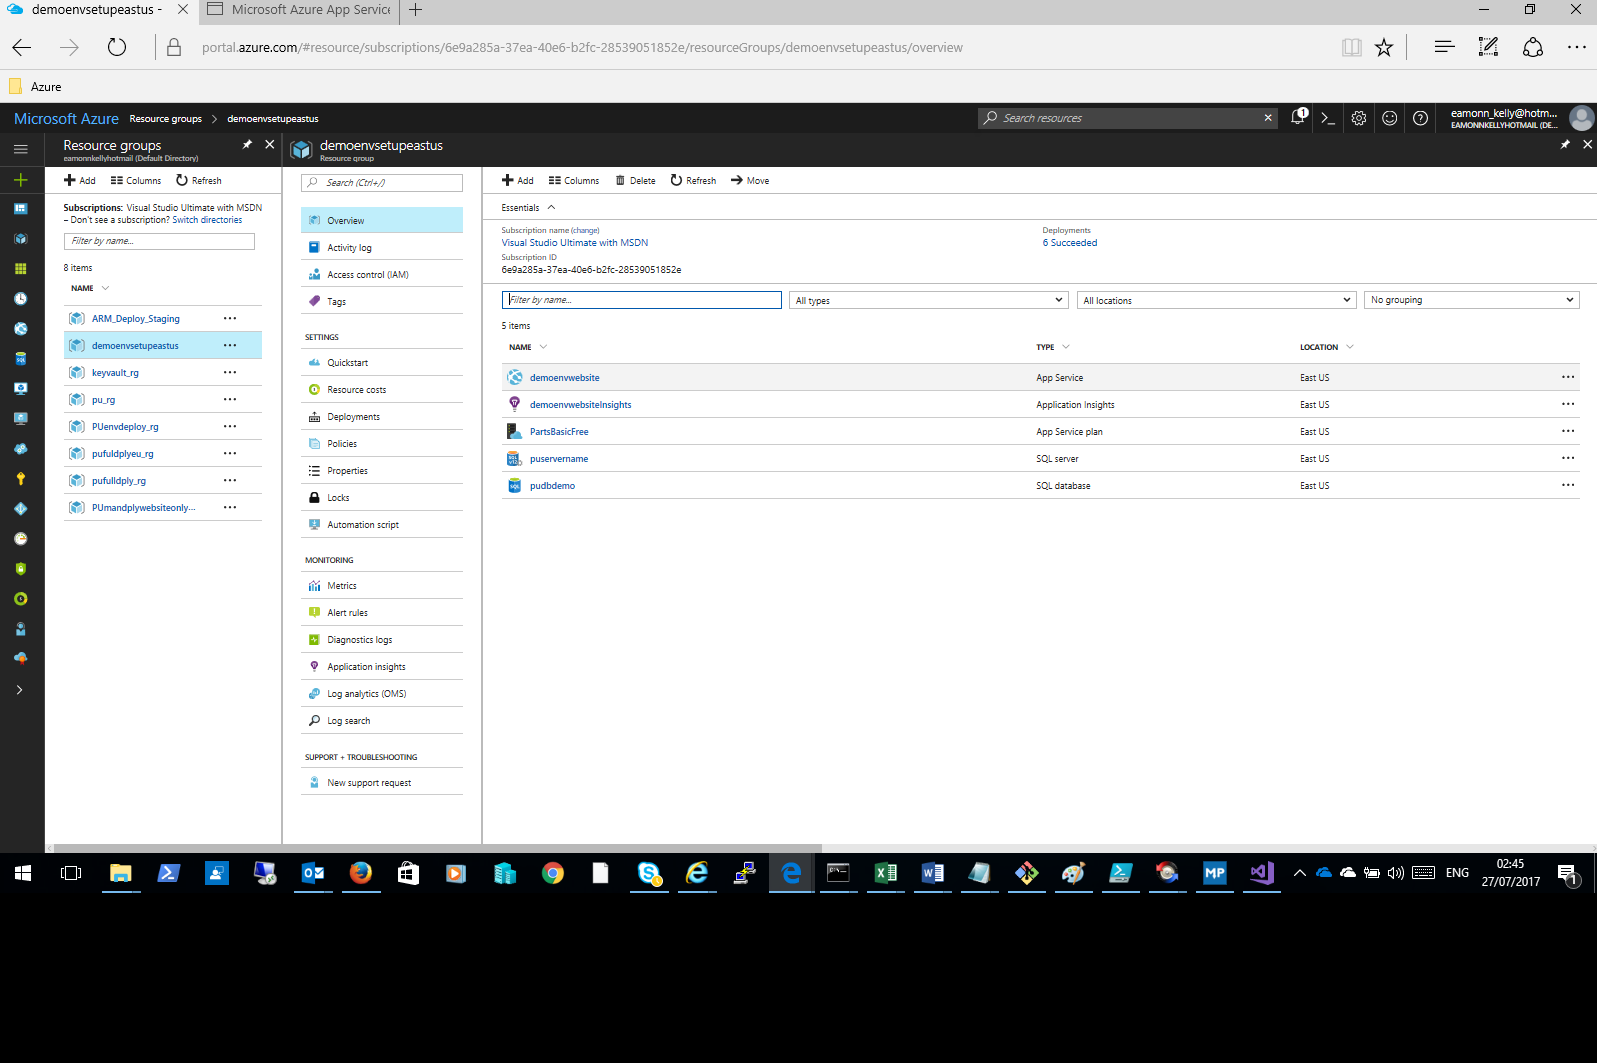 demoenvsetupeastus -
Microsoft Azure App Service
portal.azure.com/#resource/subscriptions/6e9a285a-37ea-40e6-b2fc-28539051852e/resourceGroups/demoenvsetupeastus/overview
Azure
Microsoft Azure Resource groups > demoenvsetupeastus
Search resources
1
eamonn_kelly@hotm...
EAMONNKELLYHOTMAIL (DE...
Resource groups
eamonnkellyhotmail (Default Directory)
Add Columns Refresh
Subscriptions: Visual Studio Ultimate with MSDN
– Don't see a subscription? Switch directories
Filter by name...
8 items
NAME
ARM_Deploy_Staging
demoenvsetupeastus
keyvault_rg
pu_rg
PUenvdeploy_rg
pufuldplyeu_rg
pufulldply_rg
PUmandplywebsiteonly...
demoenvsetupeastus
Resource group
Search (Ctrl+/)
Overview
Activity log
Access control (IAM)
Tags
SETTINGS
Quickstart
Resource costs
Deployments
Policies
Properties
Locks
Automation script
MONITORING
Metrics
Alert rules
Diagnostics logs
Application insights
Log analytics (OMS)
Log search
SUPPORT + TROUBLESHOOTING
New support request
Add Columns Delete Refresh Move
Essentials
Subscription name (change)
Visual Studio Ultimate with MSDN
Subscription ID
6e9a285a-37ea-40e6-b2fc-28539051852e
Deployments
6 Succeeded
Filter by name... All types All locations No grouping
5 items
NAME TYPE LOCATION
demoenvwebsite App Service East US
demoenvwebsiteInsights Application Insights East US
PartsBasicFree App Service plan East US
puservername SQL server East US
pudbdemo SQL database East US
ENG
02:45
27/07/2017
1